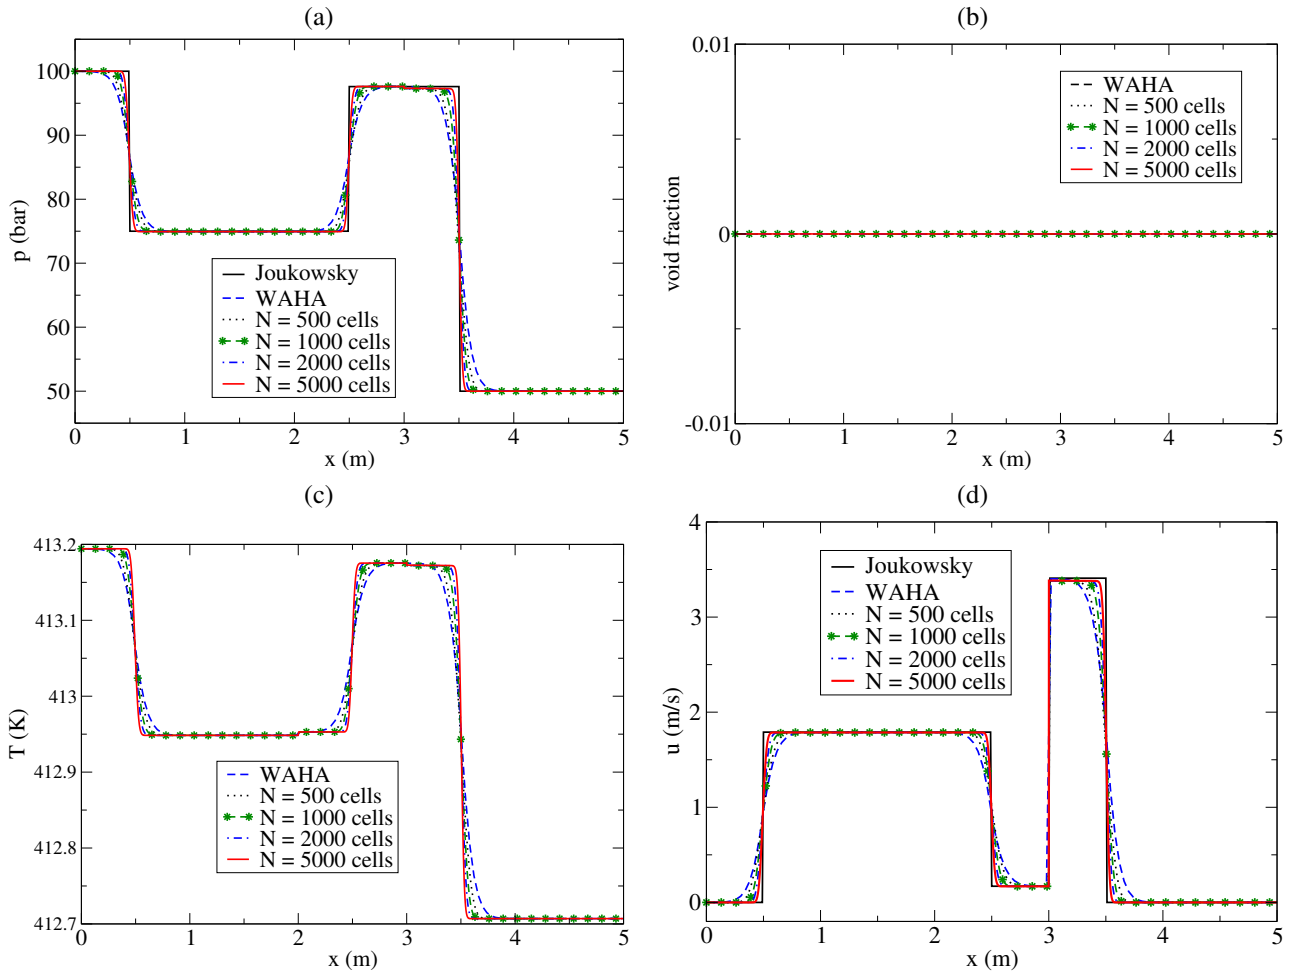 (a)
100
90
80
70
60
50
p (bar)
Joukowsky
WAHA
N = 500 cells
N = 1000 cells
N = 2000 cells
N = 5000 cells
0 1 2 3 4 5
x (m)
(b)
0.01
0
-0.01
void fraction
WAHA
N = 500 cells
N = 1000 cells
N = 2000 cells
N = 5000 cells
0 1 2 3 4 5
x (m)
(c)
413.2
413.1
413
412.9
412.8
412.7
T (K)
WAHA
N = 500 cells
N = 1000 cells
N = 2000 cells
N = 5000 cells
0 1 2 3 4 5
x (m)
(d)
4
3
2
1
0
u (m/s)
Joukowsky
WAHA
N = 500 cells
N = 1000 cells
N = 2000 cells
N = 5000 cells
0 1 2 3 4 5
x (m)